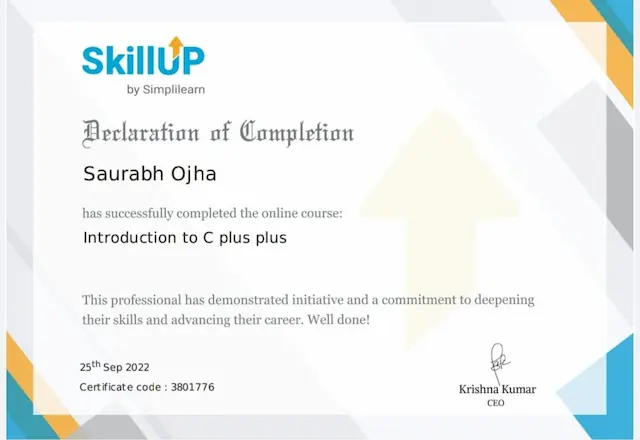 SkillUP
by Simplilearn
Declaration of Completion
Saurabh Ojha
has successfully completed the online course:
Introduction to C plus plus
This professional has demonstrated initiative and a commitment to deepening
their skills and advancing their career. Well done!
25th Sep 2022
Certificate code : 3801776
Krishna Kumar
CEO